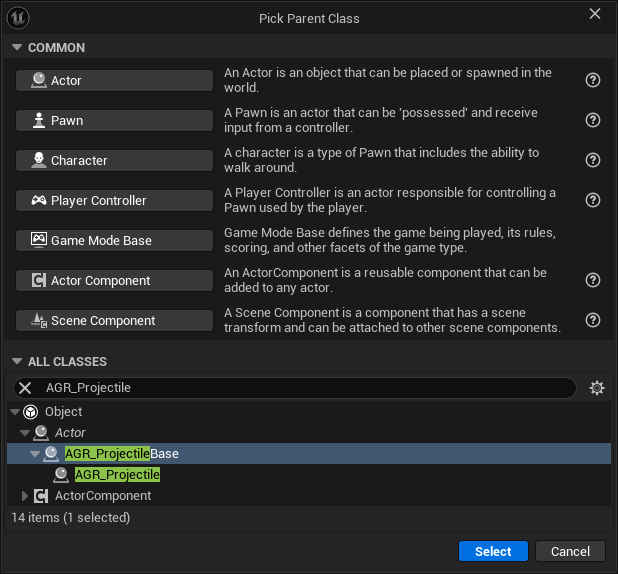 Pick Parent Class
COMMON
Actor
An Actor is an object that can be placed or spawned in the
world.
Pawn
A Pawn is an actor that can be 'possessed' and receive
input from a controller.
Character
A character is a type of Pawn that includes the ability to
walk around.
Player Controller
A Player Controller is an actor responsible for controlling a
Pawn used by the player.
Game Mode Base
Game Mode Base defines the game being played, its rules,
scoring, and other facets of the game type.
Actor Component
An ActorComponent is a reusable component that can be
added to any actor.
Scene Component
A Scene Component is a component that has a scene
transform and can be attached to other scene components.
ALL CLASSES
AGR_Projectile
Object
Actor
AGR_ProjectileBase
AGR_Projectile
ActorComponent
14 items (1 selected)
Select
Cancel